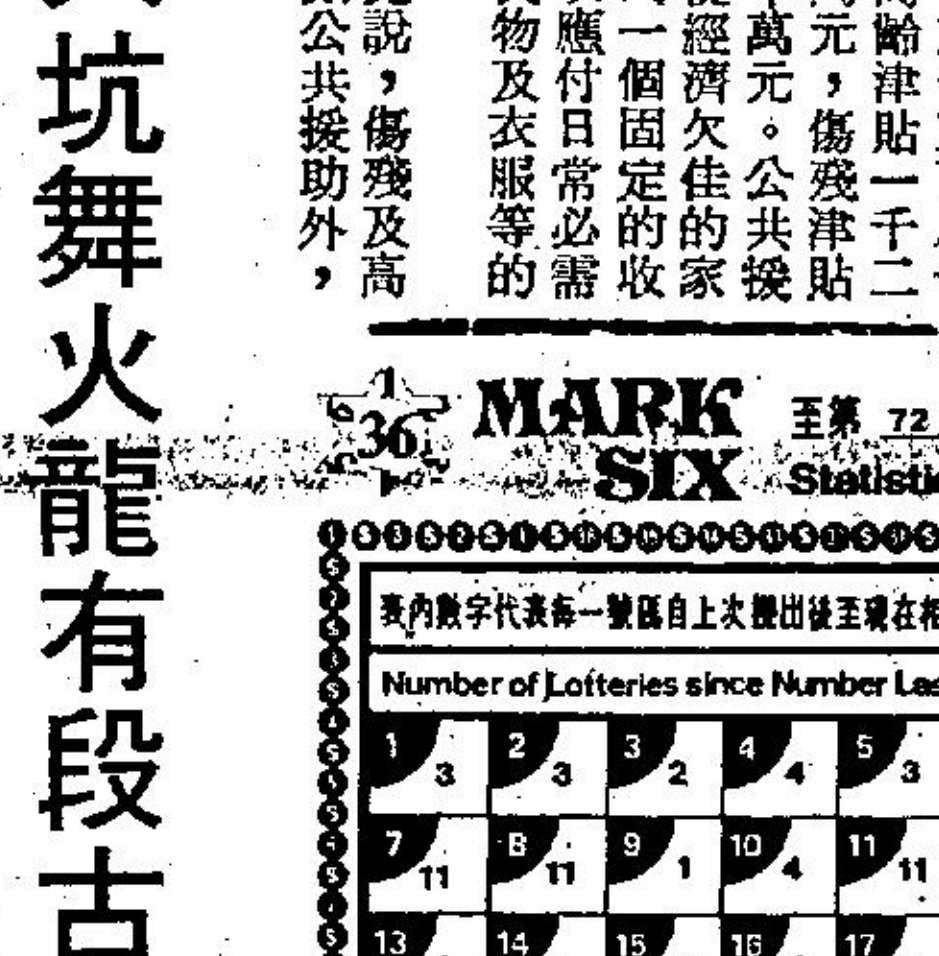 齡津貼一千二
元，傷殘津貼
萬元。公共援
經濟欠佳的家
一個固定的收
應付日常必需
物及衣服等的
說，傷殘及高
公共援助外，
坑舞火龍有段古
1
36
MARK SIX
至第 72
Statisti
表內數字代表每一號碼自上次攪出後至現在相
Number of Lotteries since Number Las
1 3 2 3 3 2 4 4 5 3
7 11 8 11 9 1 10 4 11 11
13 14 15 16 17